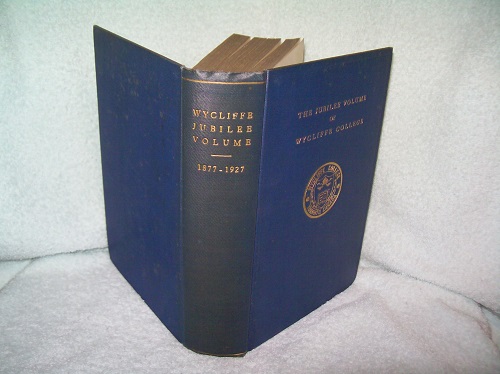 WYCLIFFE
JUBILEE
VOLUME
1877-1927
THE JUBILEE VOLUME
OF
WYCLIFFE COLLEGE